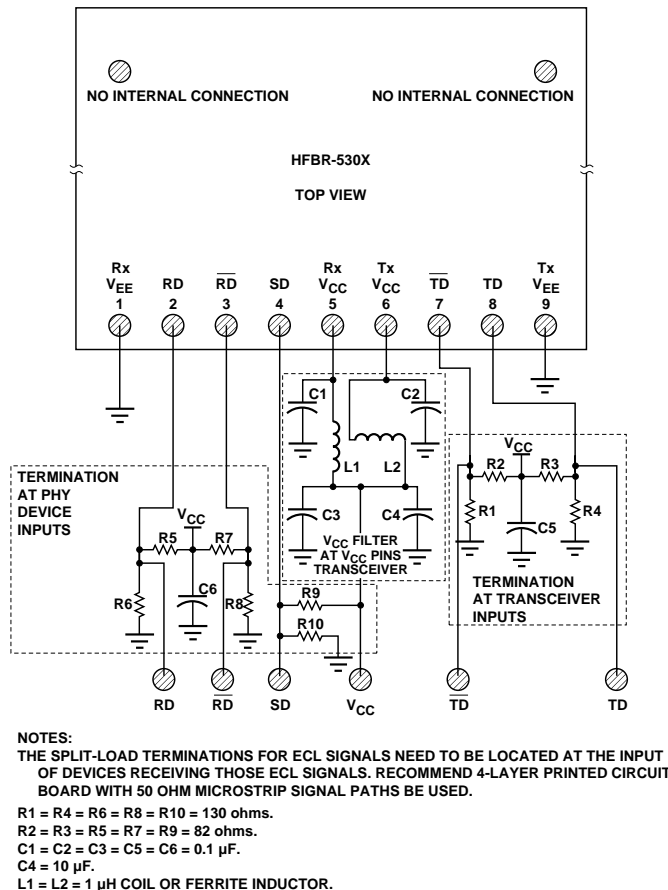 NO INTERNAL CONNECTION
NO INTERNAL CONNECTION
HFBR-530X
TOP VIEW
Rx
VEE
1
RD
2
RD
3
SD
4
Rx
VCC
5
Tx
VCC
6
TD
7
TD
8
Tx
VEE
9
C1
C2
L1
L2
C3
C4
VCC FILTER
AT VCC PINS
TRANSCEIVER
TERMINATION
AT PHY
DEVICE
INPUTS
VCC
R5
R7
C6
R6
R8
R9
R10
VCC
R2
R3
R1
R4
C5
TERMINATION
AT TRANSCEIVER
INPUTS
RD
RD
SD
VCC
TD
TD
NOTES:
THE SPLIT-LOAD TERMINATIONS FOR ECL SIGNALS NEED TO BE LOCATED AT THE INPUT
OF DEVICES RECEIVING THOSE ECL SIGNALS. RECOMMEND 4-LAYER PRINTED CIRCUIT
BOARD WITH 50 OHM MICROSTRIP SIGNAL PATHS BE USED.
R1 = R4 = R6 = R8 = R10 = 130 ohms.
R2 = R3 = R5 = R7 = R9 = 82 ohms.
C1 = C2 = C3 = C5 = C6 = 0.1 µF.
C4 = 10 µF.
L1 = L2 = 1 µH COIL OR FERRITE INDUCTOR.